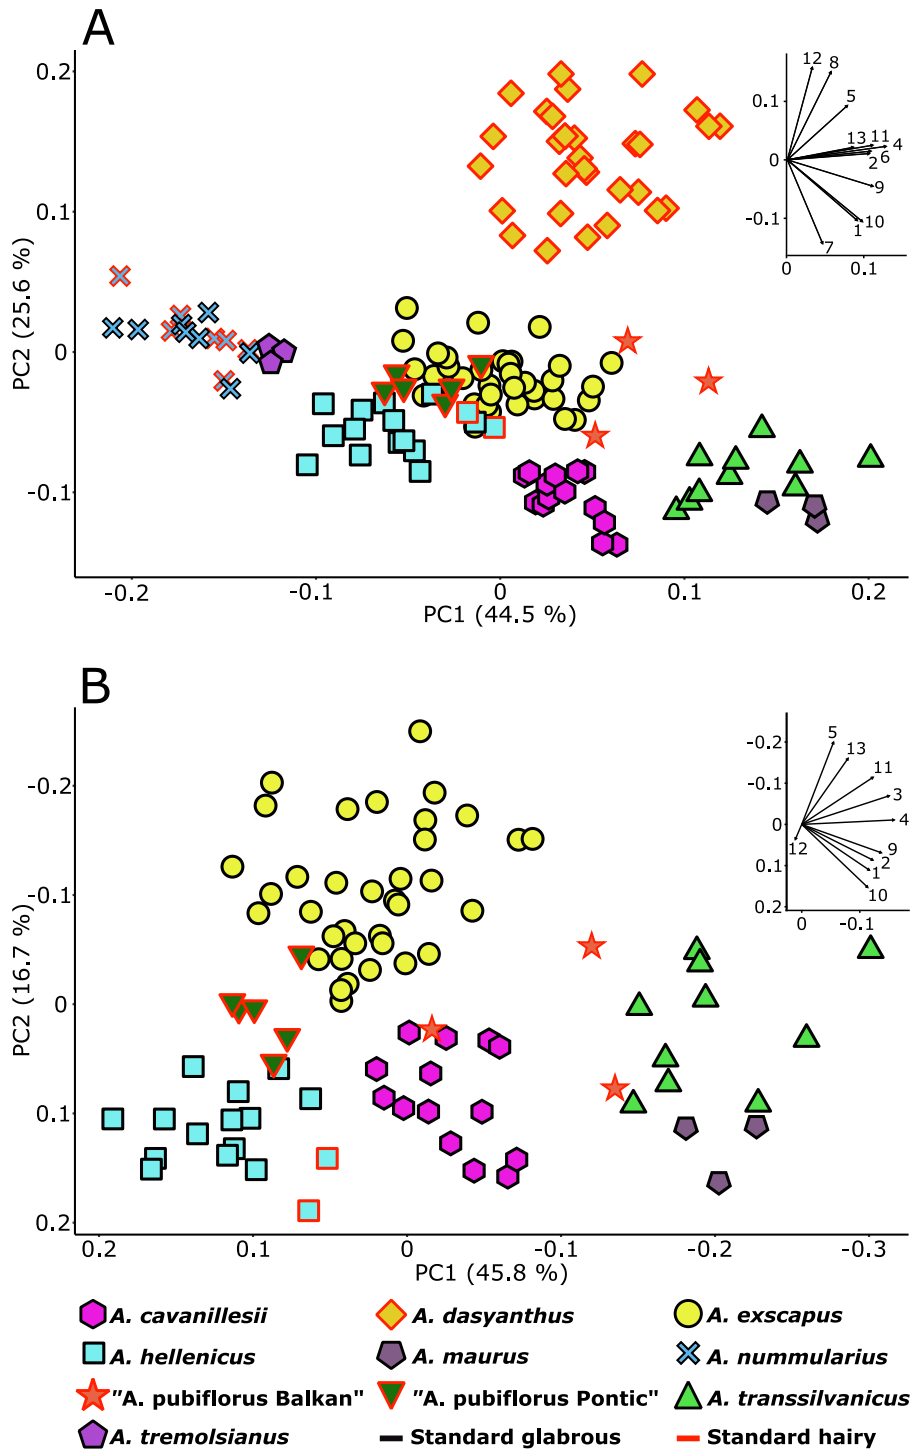 A
0.2
0.1
0
-0.1
PC2 (25.6 %)
-0.2 -0.1 0 0.1 0.2
PC1 (44.5 %)
0.1
0
-0.1
0 0.1
12 8
5
13 11 4
2 6
9
1 10
7
B
-0.2
-0.1
0
0.1
0.2
PC2 (16.7 %)
0.2 0.1 0 -0.1 -0.2 -0.3
PC1 (45.8 %)
-0.2
-0.1
0
0.1
0.2
0 -0.1
5
13
11
3
4
12 9
2
1
10
A. cavanillesii A. dasyanthus A. exscapus
A. hellenicus A. maurus A. nummularius
"A. pubiflorus Balkan" "A. pubiflorus Pontic" A. transsilvanicus
A. tremolsianus Standard glabrous Standard hairy